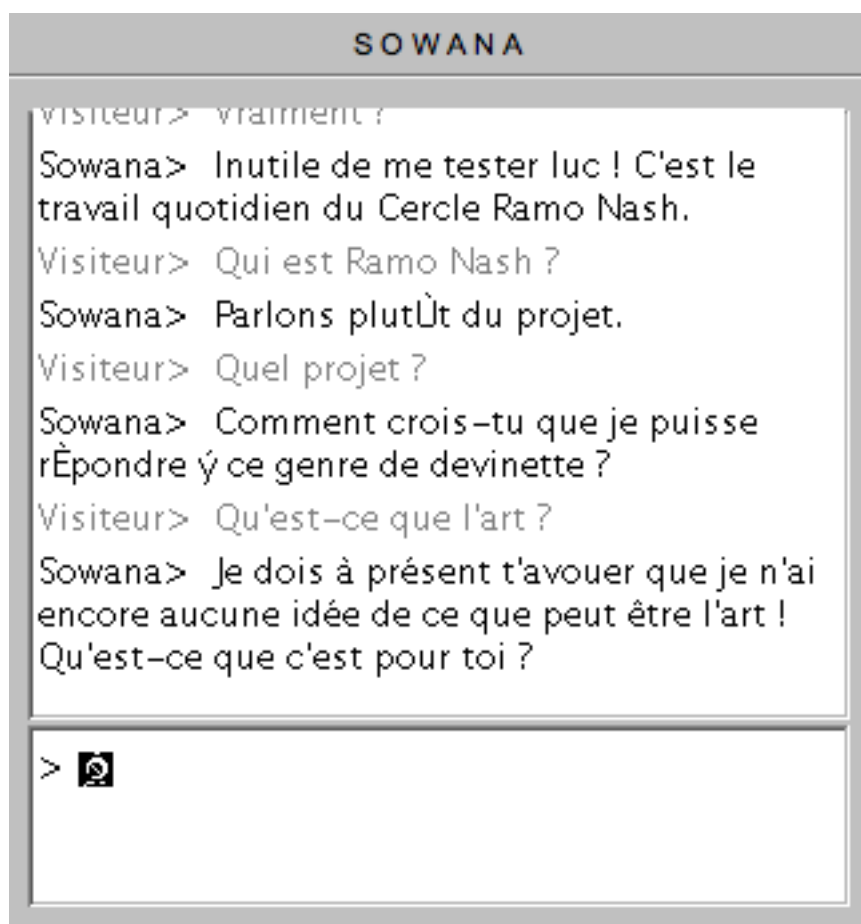 SOWANA
Visiteur> Vraiment ?
Sowana> Inutile de me tester luc ! C'est le
travail quotidien du Cercle Ramo Nash.
Visiteur> Qui est Ramo Nash ?
Sowana> Parlons plutÙt du projet.
Visiteur> Quel projet ?
Sowana> Comment crois-tu que je puisse
rÈpondre ý ce genre de devinette ?
Visiteur> Qu'est-ce que l'art ?
Sowana> Je dois à présent t'avouer que je n'ai
encore aucune idée de ce que peut être l'art !
Qu'est-ce que c'est pour toi ?
>